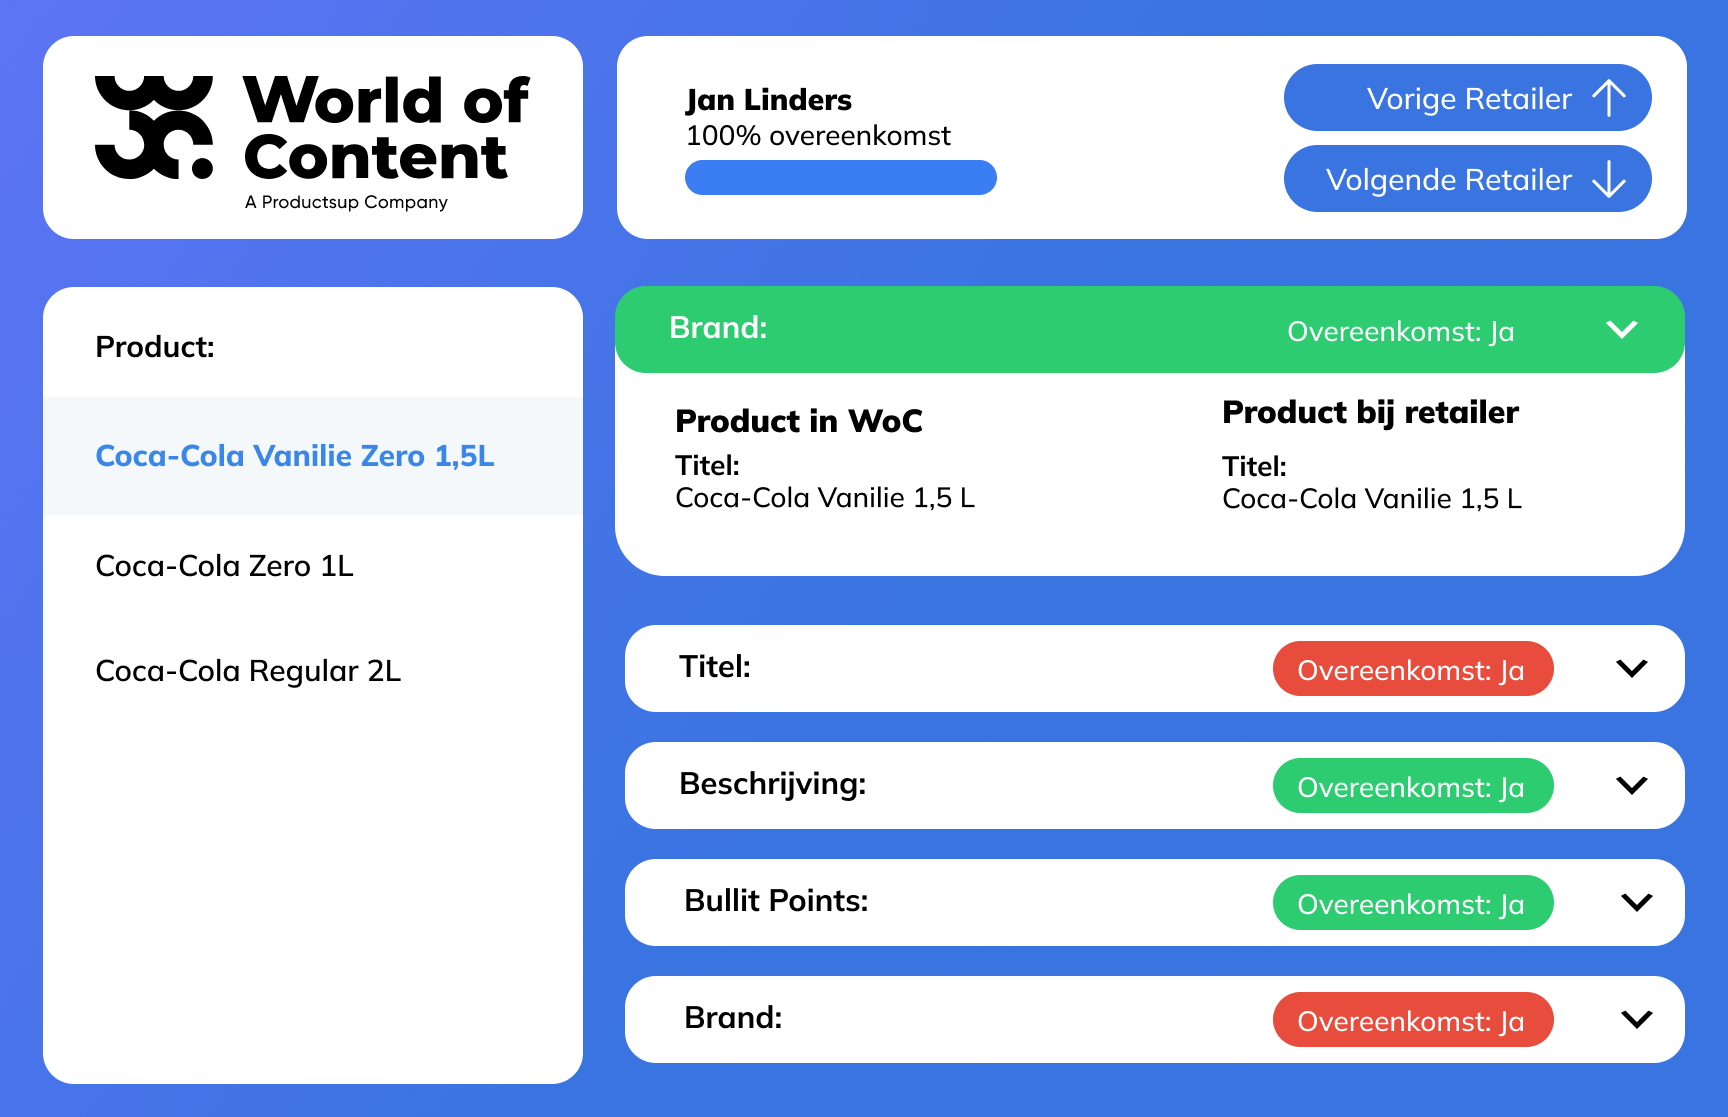 World of
Content
A Productsup Company
Jan Linders
100% overeenkomst
Vorige Retailer
Volgende Retailer
Product:
Coca-Cola Vanilie Zero 1,5L
Coca-Cola Zero 1L
Coca-Cola Regular 2L
Brand:
Overeenkomst: Ja
Product in WoC
Titel:
Coca-Cola Vanilie 1,5 L
Product bij retailer
Titel:
Coca-Cola Vanilie 1,5 L
Titel:
Overeenkomst: Ja
Beschrijving:
Overeenkomst: Ja
Bullit Points:
Overeenkomst: Ja
Brand:
Overeenkomst: Ja